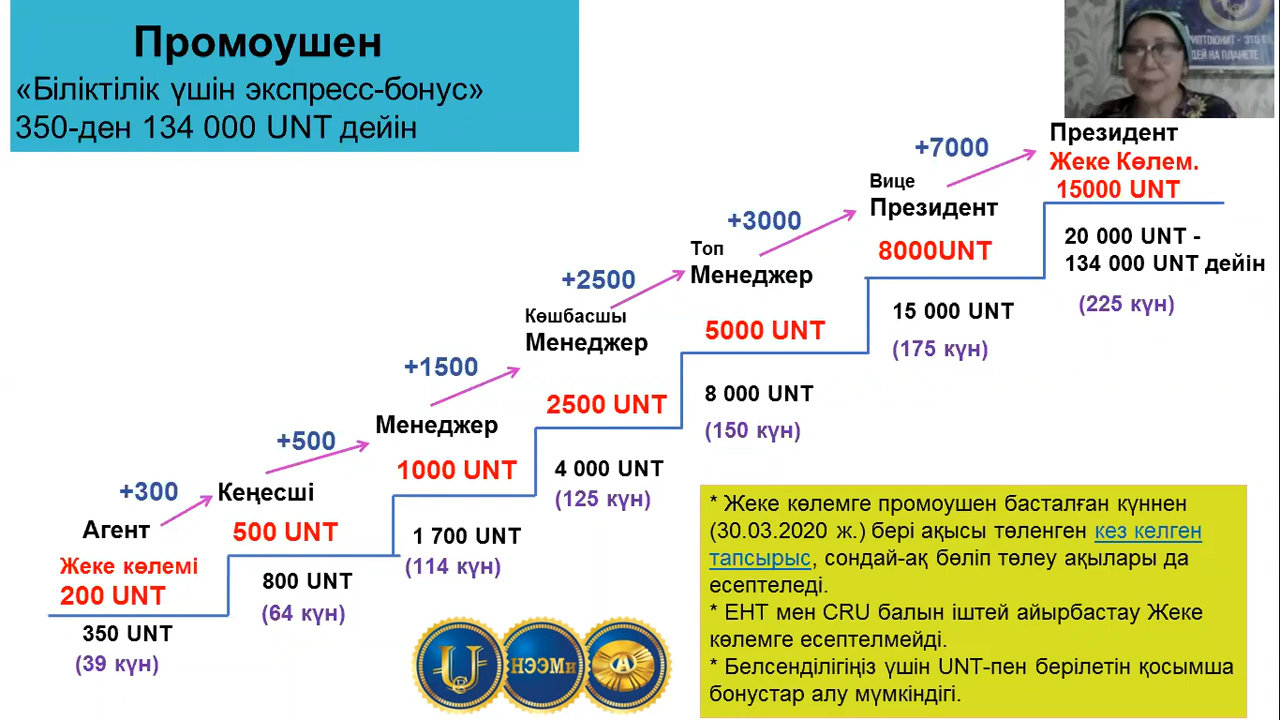 Промоушен
«Біліктілік үшін экспресс-бонус»
350-ден 134 000 UNT дейін
ДЕЙ НА ПЛАНЕТЕ
+7000
Президент
Жеке Көлем.
15000 UNT
20 000 UNT -
134 000 UNT дейін
(225 күн)
+3000
Вице
Президент
8000UNT
15 000 UNT
(175 күн)
+2500
Топ
Менеджер
5000 UNT
8 000 UNT
(150 күн)
+1500
Көшбасшы
Менеджер
2500 UNT
4 000 UNT
(125 күн)
+500
Менеджер
1000 UNT
1 700 UNT
(114 күн)
+300
Кеңесші
500 UNT
800 UNT
(64 күн)
Агент
Жеке көлемі
200 UNT
350 UNT
(39 күн)
НЭЭМи
* Жеке көлемге промоушен басталған күннен
(30.03.2020 ж.) бері ақысы төленген кез келген
тапсырыс, сондай-ақ бөліп төлеу ақылары да
есептеледі.
* ЕНТ мен CRU балын іштей айырбастау Жеке
көлемге есептелмейді.
* Белсенділігіңіз үшін UNT-пен берілетін қосымша
бонустар алу мүмкіндігі.